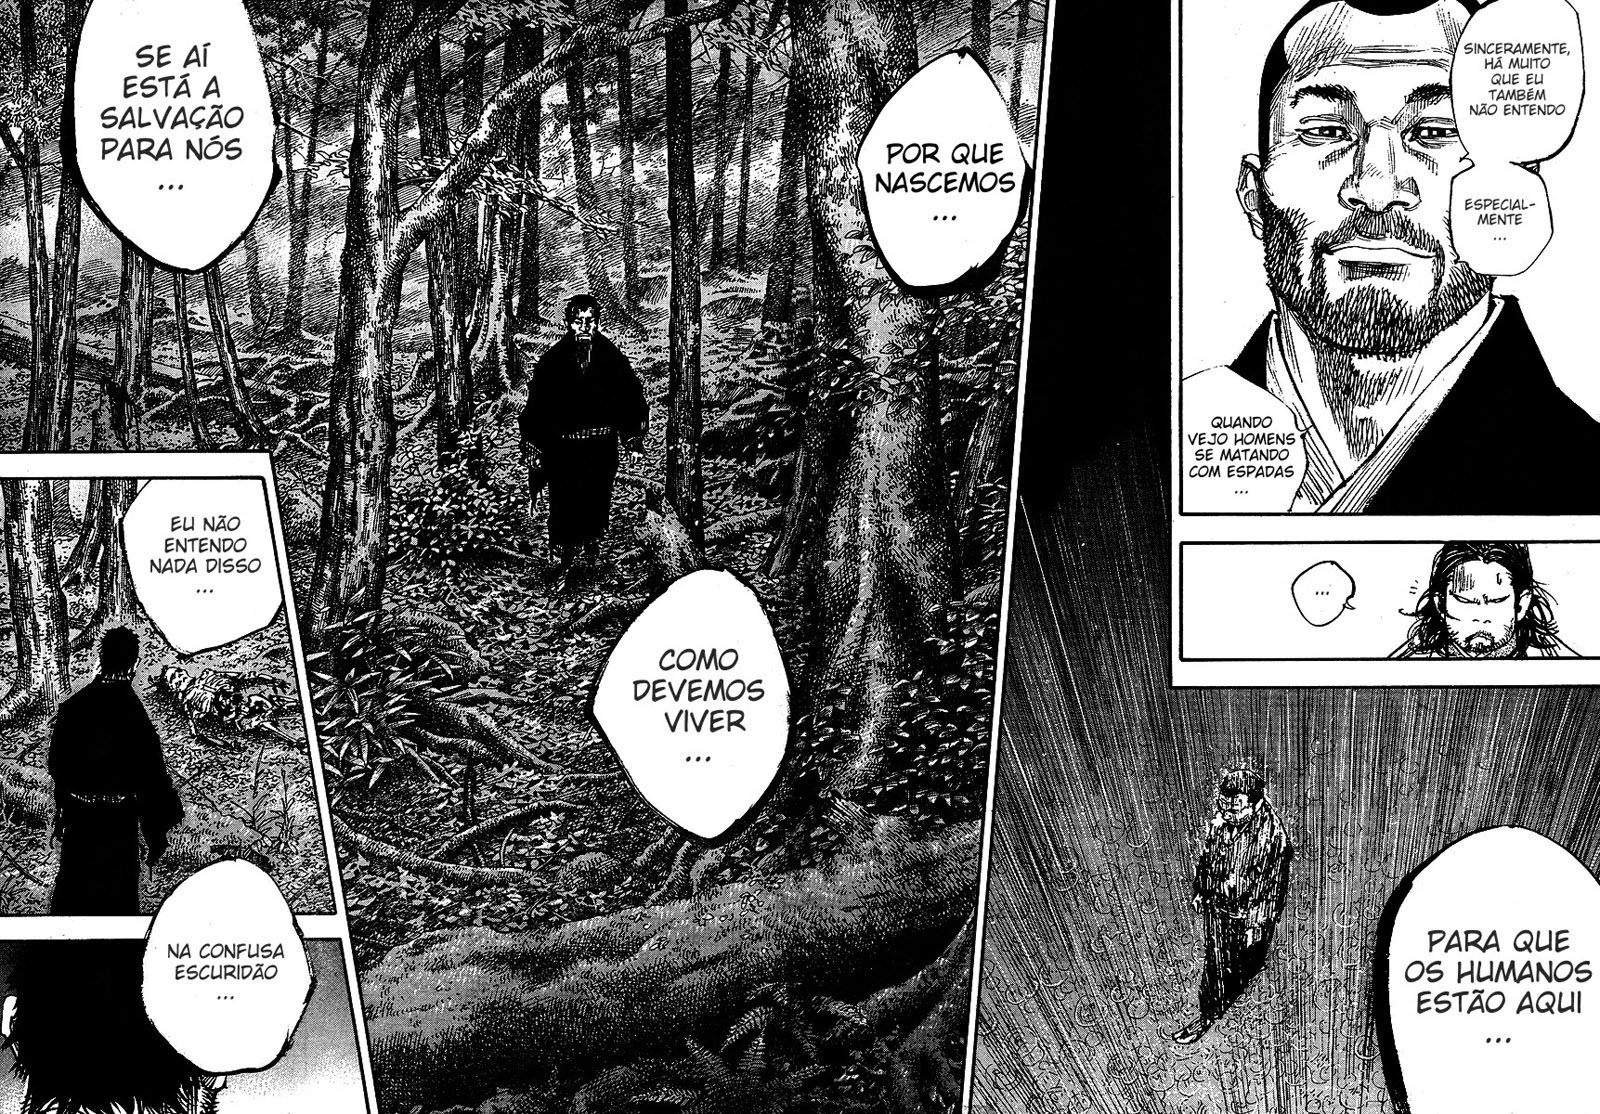 SINCERAMENTE,
HÁ MUITO
QUE EU
TAMBÉM
NÃO ENTENDO
ESPECIAL-
MENTE
...
QUANDO
VEJO HOMENS
SE MATANDO
COM ESPADAS
...
...
PARA QUE
OS HUMANOS
ESTÃO AQUI
...
POR QUE
NASCEMOS
...
COMO
DEVEMOS
VIVER
...
SE AÍ
ESTÁ A
SALVAÇÃO
PARA NÓS
...
EU NÃO
ENTENDO
NADA DISSO
...
NA CONFUSA
ESCURIDÃO
...